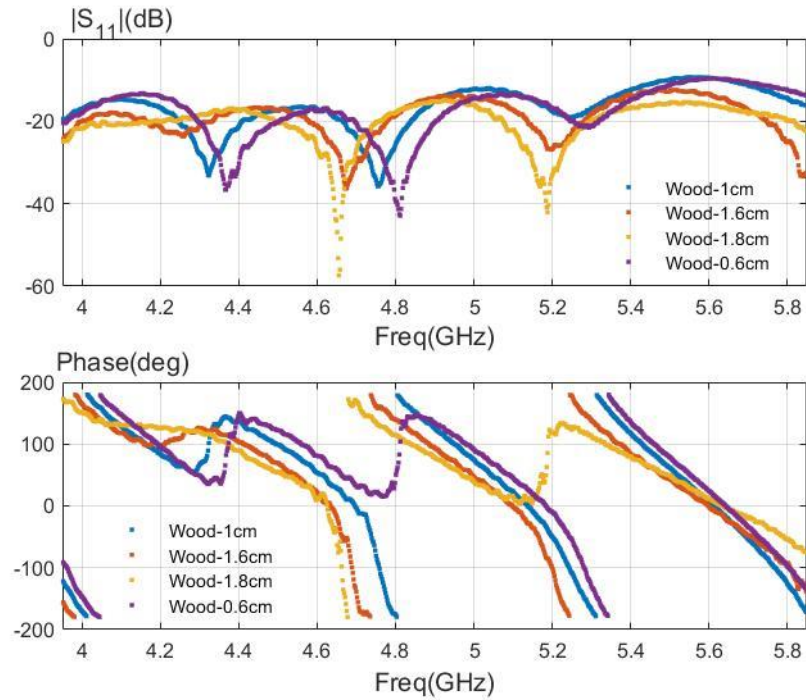 |S11|(dB)
0
-20
-40
-60
Wood-1cm
Wood-1.6cm
Wood-1.8cm
Wood-0.6cm
4 4.2 4.4 4.6 4.8 5 5.2 5.4 5.6 5.8
Freq(GHz)
Phase(deg)
200
100
0
-100
-200
Wood-1cm
Wood-1.6cm
Wood-1.8cm
Wood-0.6cm
4 4.2 4.4 4.6 4.8 5 5.2 5.4 5.6 5.8
Freq(GHz)